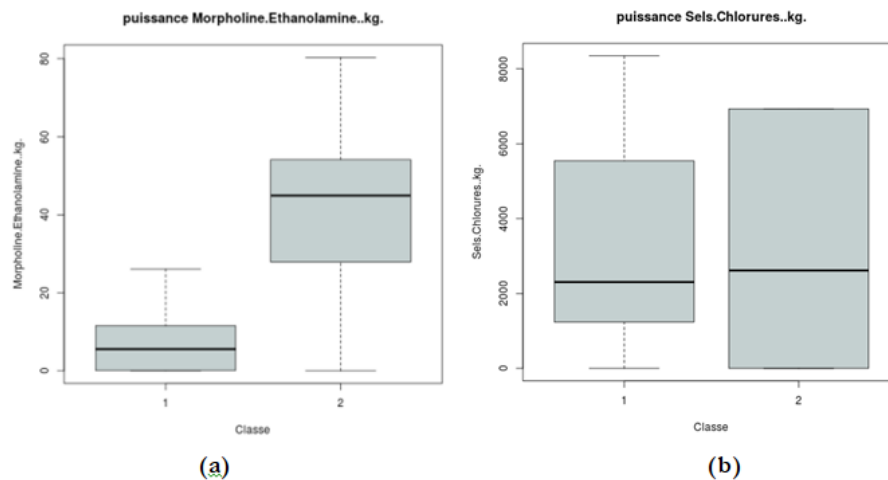 puissance Morpholine.Ethanolamine..kg.
Morpholine.Ethanolamine..kg.
80
60
40
20
0
1
2
Classe
(a)
puissance Sels.Chlorures..kg.
Sels.Chlorures..kg.
8000
6000
4000
2000
0
1
2
Classe
(b)